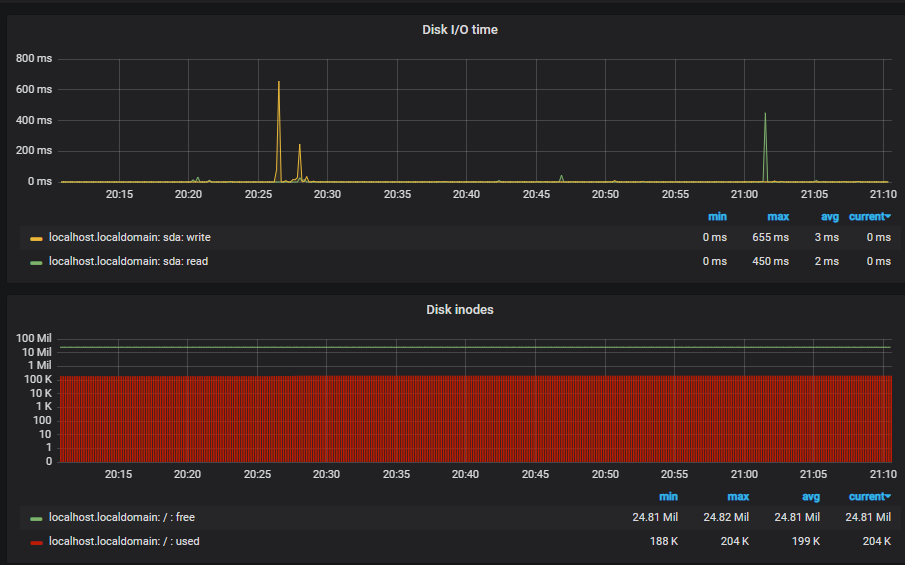 Disk I/O time
800 ms
600 ms
400 ms
200 ms
0 ms
20:15 20:20 20:25 20:30 20:35 20:40 20:45 20:50 20:55 21:00 21:05 21:10
min max avg current
localhost.localdomain: sda: write 0 ms 655 ms 3 ms 0 ms
localhost.localdomain: sda: read 0 ms 450 ms 2 ms 0 ms
Disk inodes
100 Mil
10 Mil
1 Mil
100 K
10 K
1 K
100
10
1
0
20:15 20:20 20:25 20:30 20:35 20:40 20:45 20:50 20:55 21:00 21:05 21:10
min max avg current
localhost.localdomain: / : free 24.81 Mil 24.82 Mil 24.81 Mil 24.81 Mil
localhost.localdomain: / : used 188 K 204 K 199 K 204 K